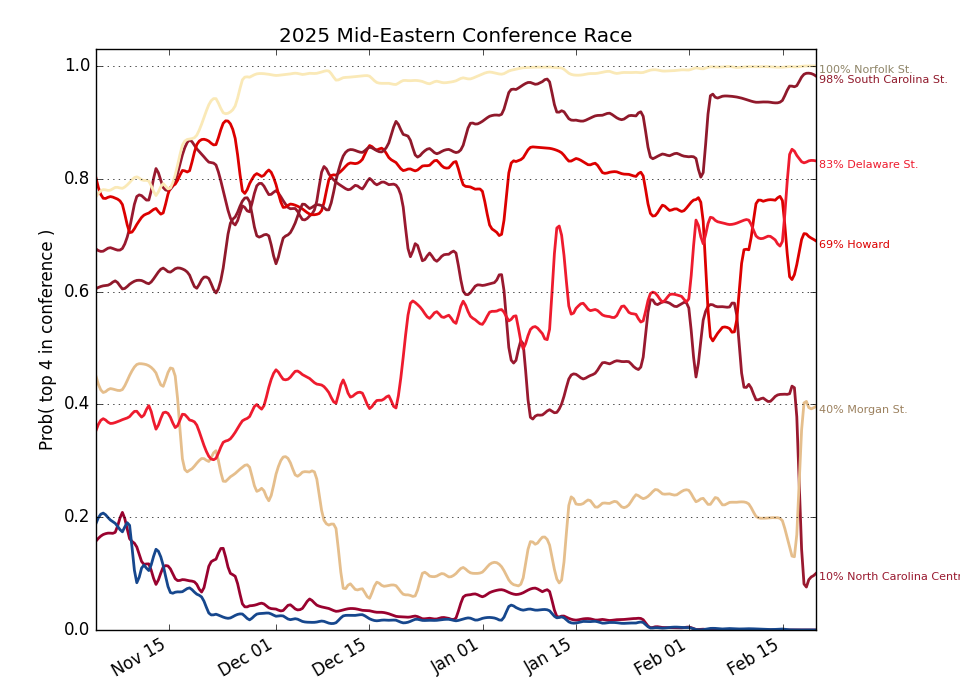 2025 Mid-Eastern Conference Race
1.0
0.8
0.6
0.4
0.2
0.0
Prob( top 4 in conference )
Nov 15
Dec 01
Dec 15
Jan 01
Jan 15
Feb 01
Feb 15
100% Norfolk St.
98% South Carolina St.
83% Delaware St.
69% Howard
40% Morgan St.
10% North Carolina Centr